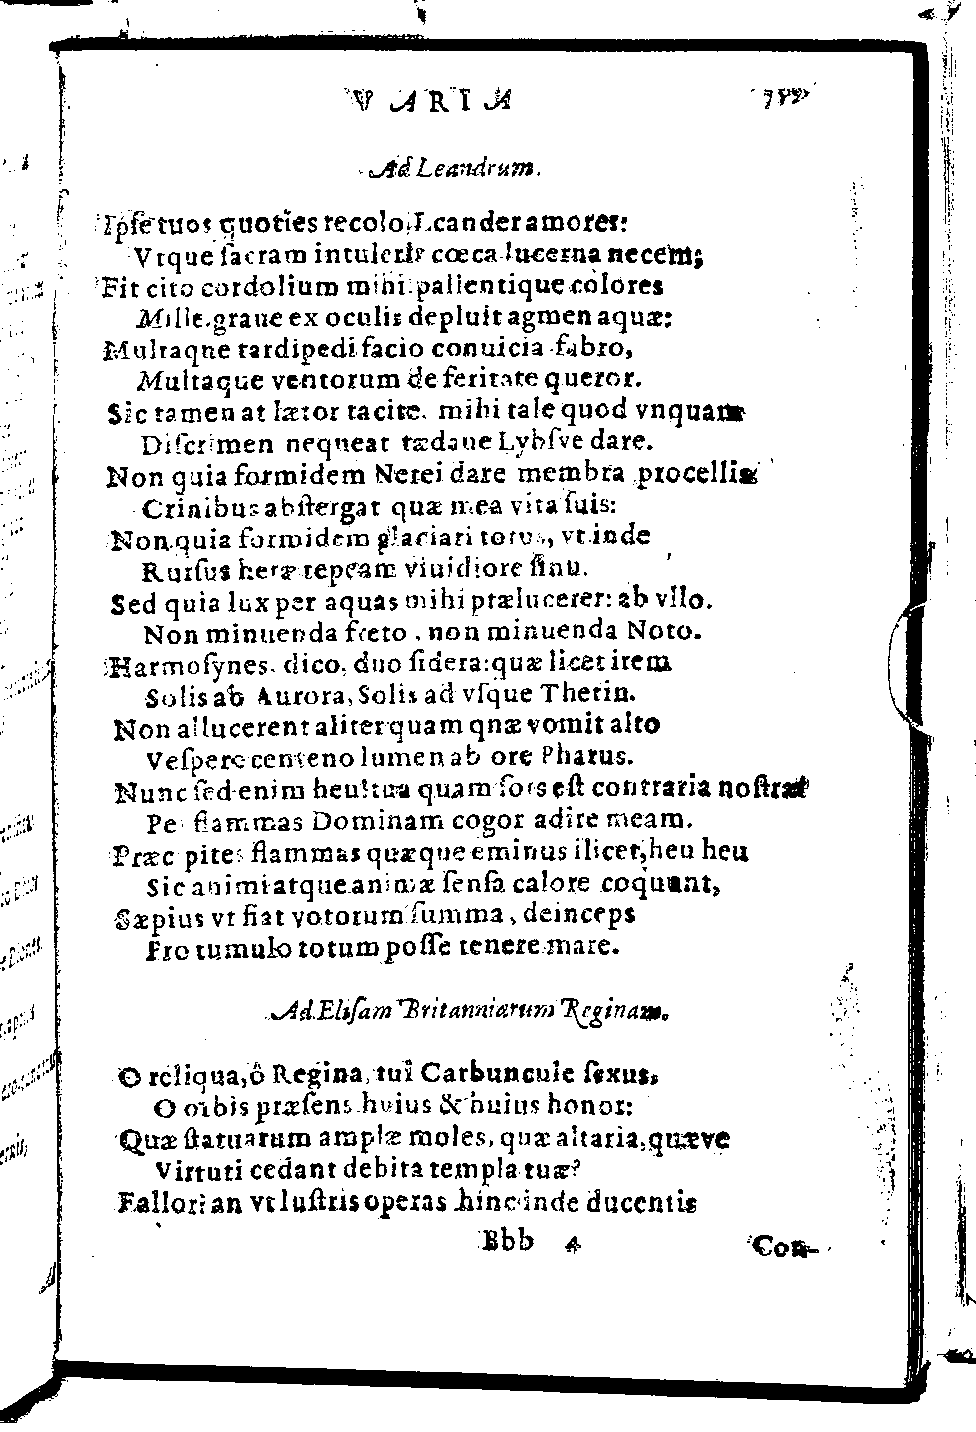 VARIA
Ad Leandrum.
Ipſe tuos quoties recolo, Leander amores:
Vtque ſacram intulerit cœca lucerna necem;
Fit cito cordolium mihi: pallentique colores
Mille, graue ex oculis depluit agmen aquæ:
Multaque tardipedi facio conuicia fabro,
Multaque ventorum de feritate queror.
Sic tamen at lætor tacite, mihi tale quod vnquam
Diſcrimen nequeat tædaue Lybſve dare.
Non quia formidem Nerei dare membra procellis
Crinibus abſtergat quæ mea vita ſuis:
Non quia formidem glaciari totus, vt inde
Rurſus heræ tepeam viuidiore ſinu.
Sed quia lux per aquas mihi prælucerer: ab vllo.
Non minuenda freto, non minuenda Noto.
Harmoſynes, dico, duo ſidera: quæ licet irem
Solis ab Aurora, Solis ad vſque Thetin.
Non allucerent aliter quam qnæ vomit alto
Veſpere centeno lumen ab ore Pharus.
Nunc ſed enim heu! tua quam ſors eſt contraria noſtræ
Per flammas Dominam cogor adire meam.
Præcipites flammas quæque eminus ilicet, heu heu
Sic animi atque animæ ſenſa calore coquunt,
Sæpius vt fiat votorum ſumma, deinceps
Pro tumulo totum poſſe tenere mare.
Ad Eliſam Britanniarum Reginam.
O reliqua, ô Regina, tui Carbuncule ſexus,
O orbis præſens huius & huius honor:
Quæ ſtatuarum amplæ moles, quæ altaria, quæve
Virtuti cedant debita templa tuæ?
Fallor? an vt luſtris operas hinc inde ducentis
Bbb 4 Con-